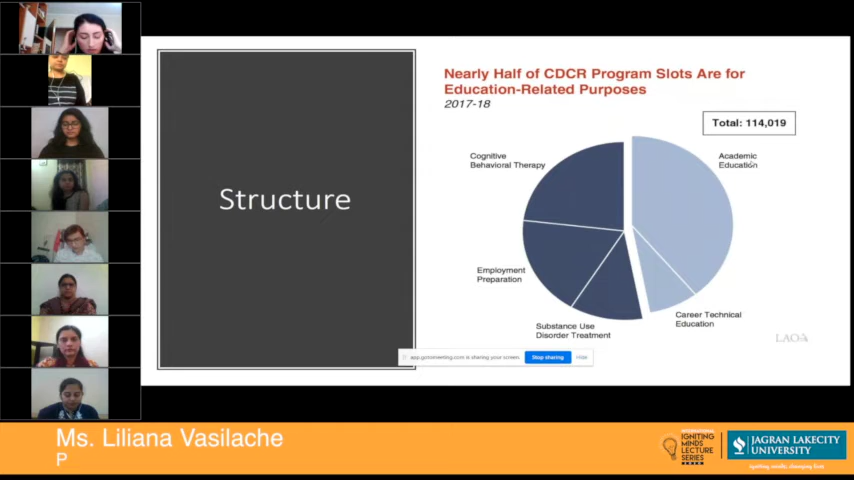 Structure
Nearly Half of CDCR Program Slots Are for
Education-Related Purposes
2017-18
Total: 114,019
Cognitive
Behavioral Therapy
Academic
Education
Employment
Preparation
Substance Use
Disorder Treatment
Career Technical
Education
LAO
app.gotomeeting.com is sharing your screen.
Stop sharing
Hide
Ms. Liliana Vasilache
P
INTERNATIONAL
IGNITING
MINDS
LECTURE
SERIES
JAGRAN LAKECITY
UNIVERSITY
igniting minds, changing lives